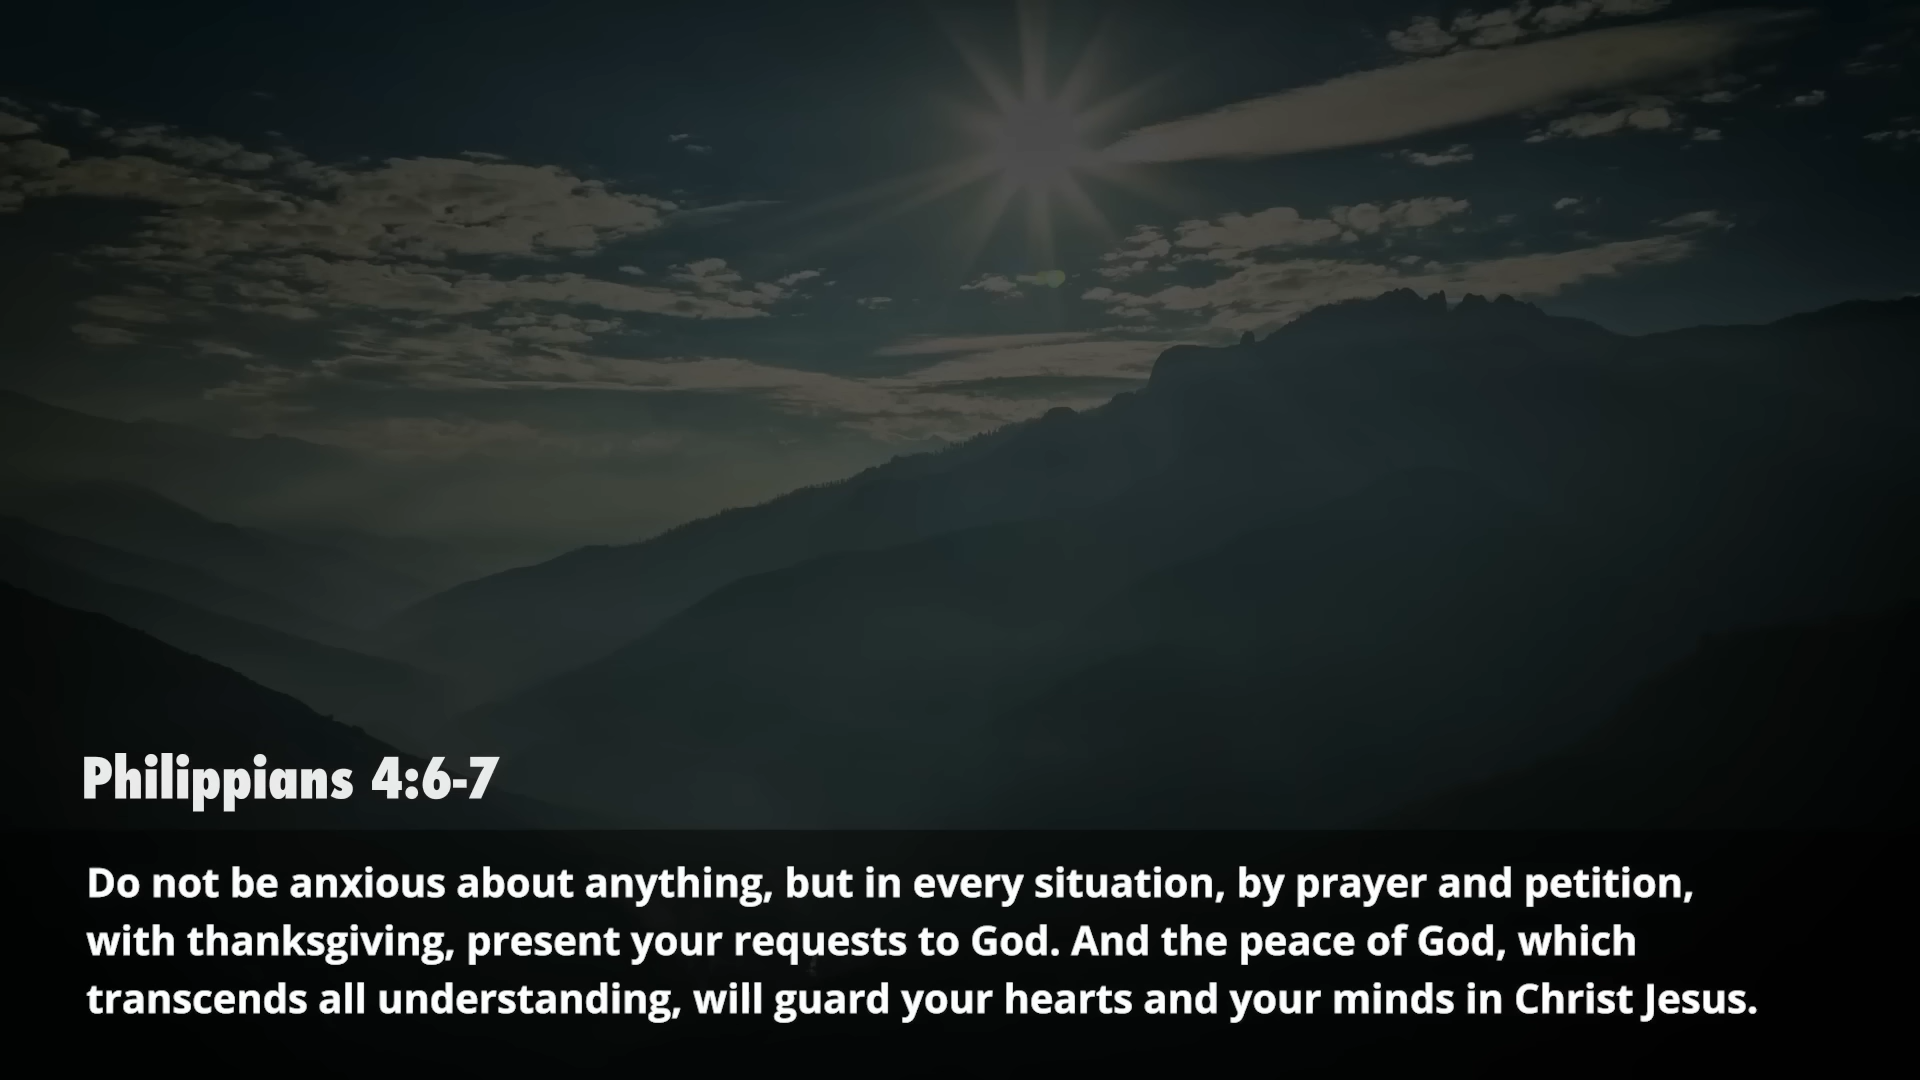 Philippians 4:6-7
Do not be anxious about anything, but in every situation, by prayer and petition,
with thanksgiving, present your requests to God. And the peace of God, which
transcends all understanding, will guard your hearts and your minds in Christ Jesus.